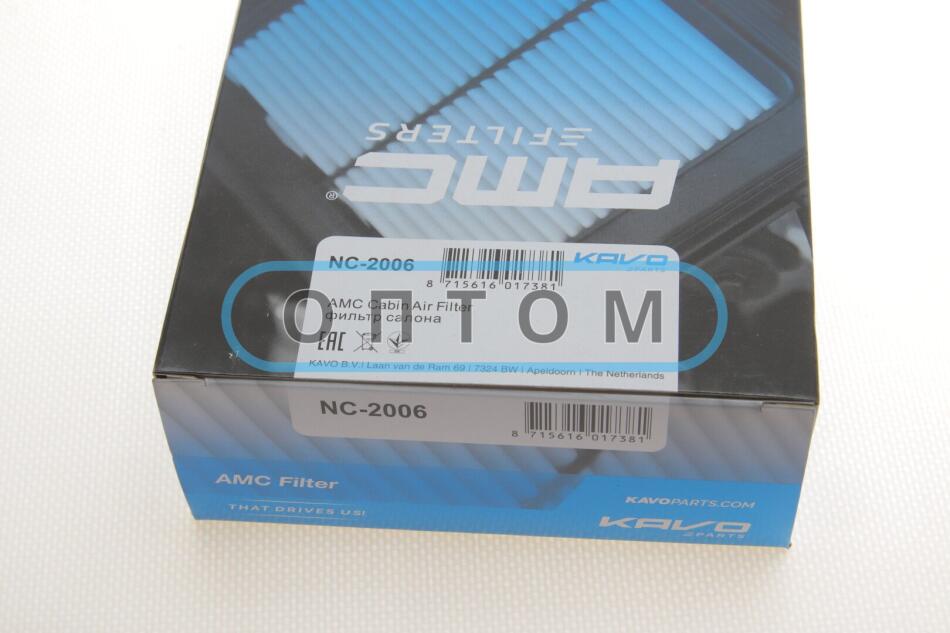 AMC
FILTERS
®
NC-2006
8 715616 017381
KAVO
PARTS
AMC Cabin Air Filter
фильтр салона
ОПТОМ
EAC
KAVO B.V. | Laan van de Ram 69 | 7324 BW | Apeldoorn | The Netherlands
NC-2006
8 715616 017381
AMC Filter
THAT DRIVES US!
KAVOPARTS.COM
KAVO
PARTS